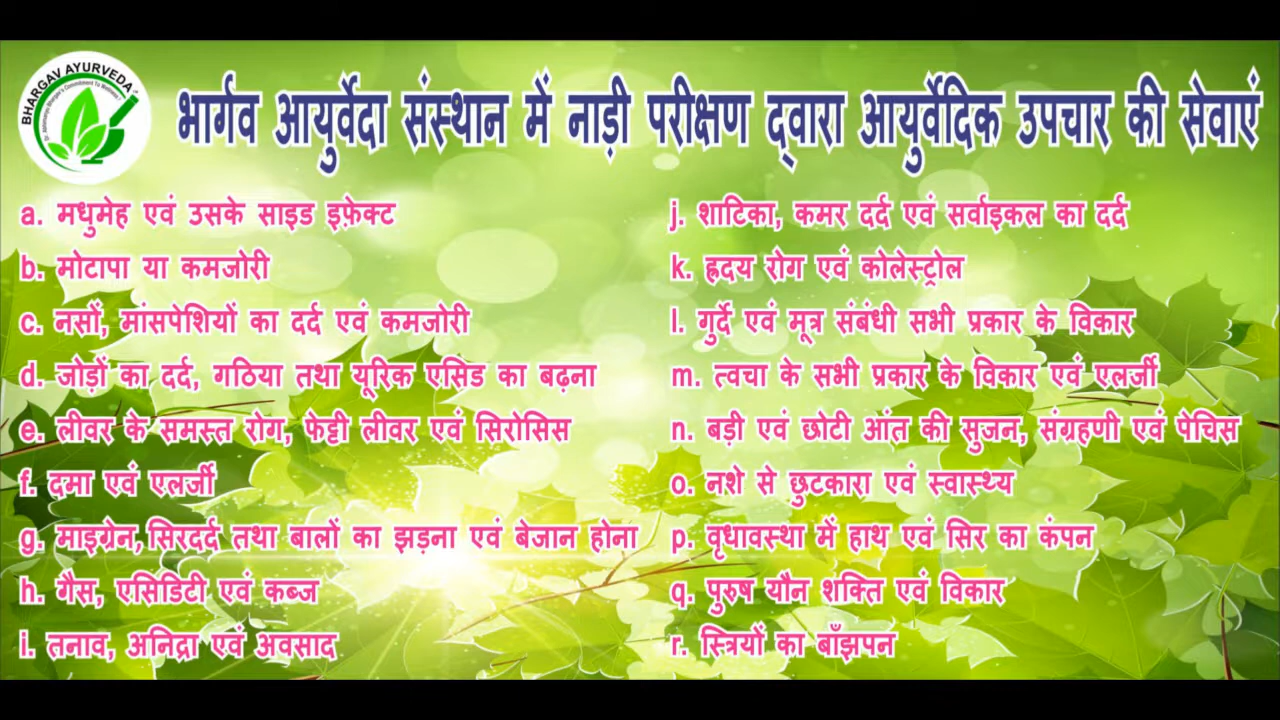 BHARGAV AYURVEDA
भार्गव आयुर्वेदा संस्थान में नाड़ी परीक्षण द्वारा आयुर्वेदिक उपचार की सेवाएं
a. मधुमेह एवं उसके साइड इफ़ेक्ट
b. मोटापा या कमजोरी
c. नसों, मांसपेशियों का दर्द एवं कमजोरी
d. जोड़ों का दर्द, गठिया तथा यूरिक एसिड का बढ़ना
e. लीवर के समस्त रोग, फेट्टी लीवर एवं सिरोसिस
f. दमा एवं एलर्जी
g. माइग्रेन, सिरदर्द तथा बालों का झड़ना एवं बेजान होना
h. गैस, एसिडिटी एवं कब्ज
i. तनाव, अनिद्रा एवं अवसाद
j. शाटिका, कमर दर्द एवं सर्वाइकल का दर्द
k. ह्रदय रोग एवं कोलेस्ट्रोल
l. गुर्दे एवं मूत्र संबंधी सभी प्रकार के विकार
m. त्वचा के सभी प्रकार के विकार एवं एलर्जी
n. बड़ी एवं छोटी आंत की सुजन, संग्रहणी एवं पेचिस
o. नशे से छुटकारा एवं स्वास्थ्य
p. वृधावस्था में हाथ एवं सिर का कंपन
q. पुरुष यौन शक्ति एवं विकार
r. स्त्रियों का बाँझपन